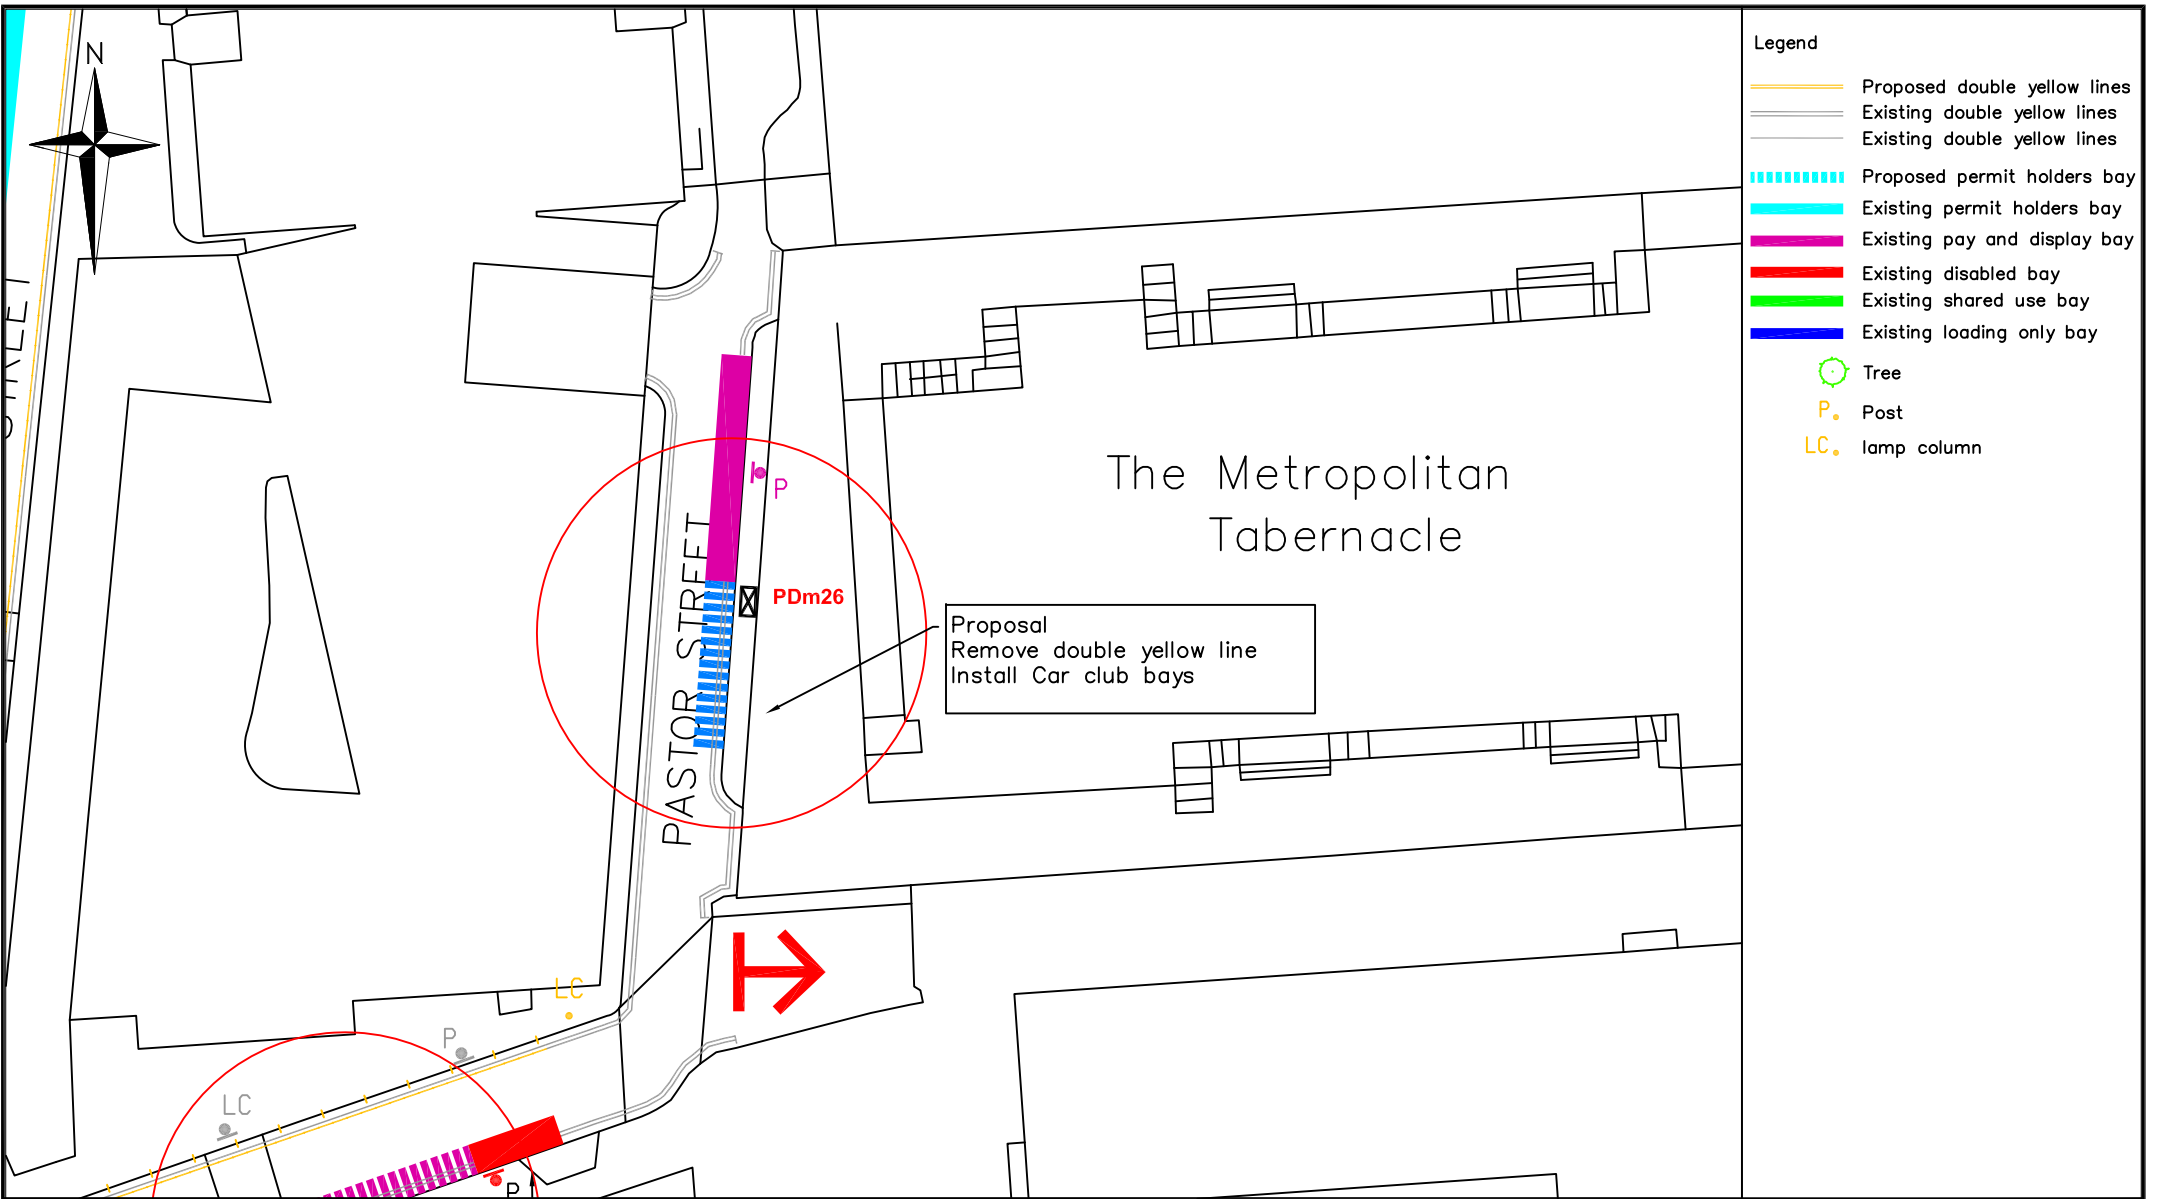 N
STREET
PASTOR STREET
P
PDm26
The Metropolitan
Tabernacle
Proposal
Remove double yellow line
Install Car club bays
LC
P
LC
P
Legend
Proposed double yellow lines
Existing double yellow lines
Existing double yellow lines
Proposed permit holders bay
Existing permit holders bay
Existing pay and display bay
Existing disabled bay
Existing shared use bay
Existing loading only bay
Tree
P. Post
LC. lamp column